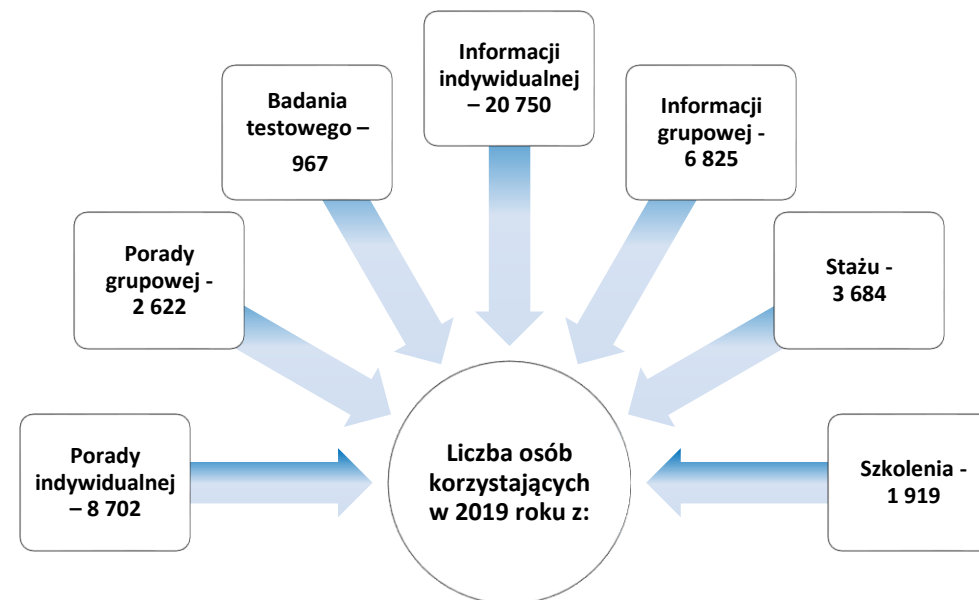 Informacji
indywidualnej
– 20 750
Badania
testowego –
967
Informacji
grupowej -
6 825
Porady
grupowej -
2 622
Stażu -
3 684
Porady
indywidualnej
– 8 702
Liczba osób
korzystających
w 2019 roku z:
Szkolenia -
1 919